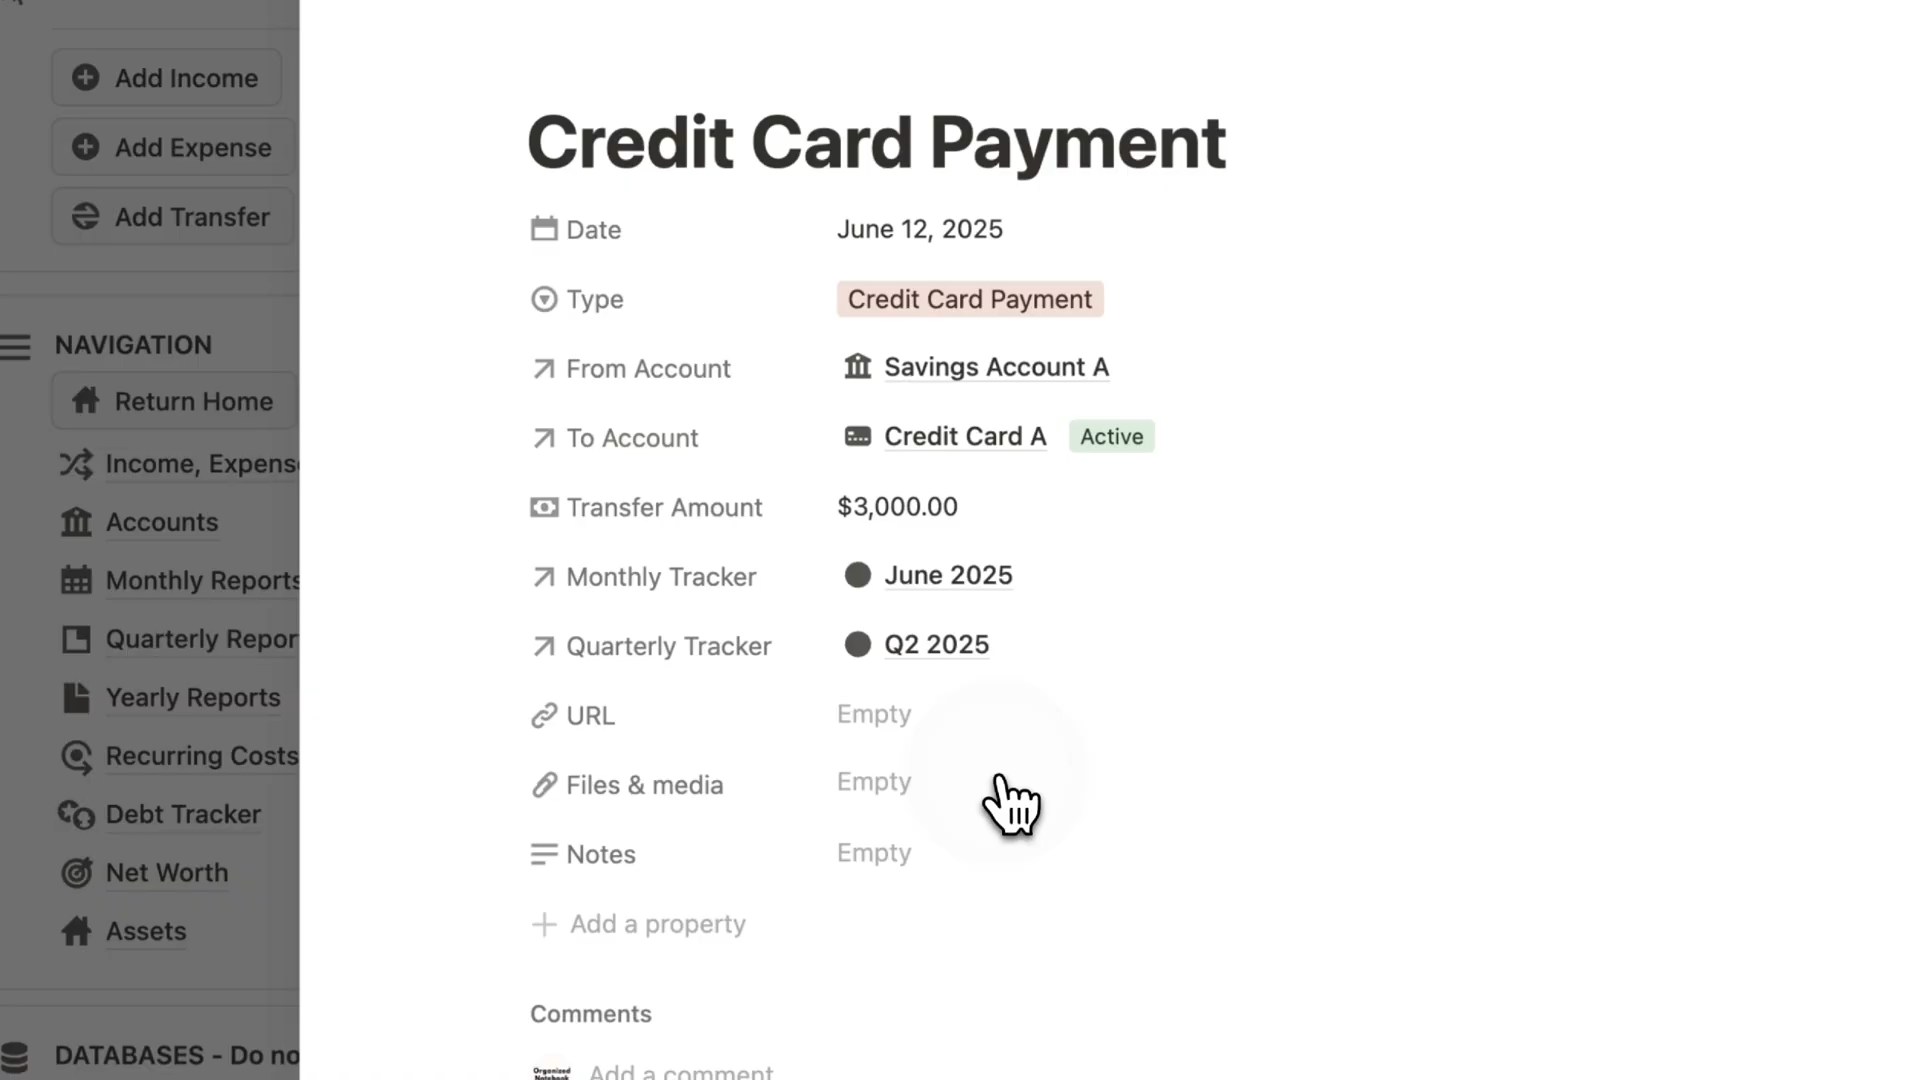 Add Income
Add Expense
Add Transfer
NAVIGATION
Return Home
Income, Expens
Accounts
Monthly Reports
Quarterly Repor
Yearly Reports
Recurring Costs
Debt Tracker
Net Worth
Assets
DATABASES - Do no
Credit Card Payment
Date June 12, 2025
Type Credit Card Payment
From Account Savings Account A
To Account Credit Card A Active
Transfer Amount $3,000.00
Monthly Tracker June 2025
Quarterly Tracker Q2 2025
URL Empty
Files & media Empty
Notes Empty
Add a property
Comments
Organized
Notebook
Add a comment